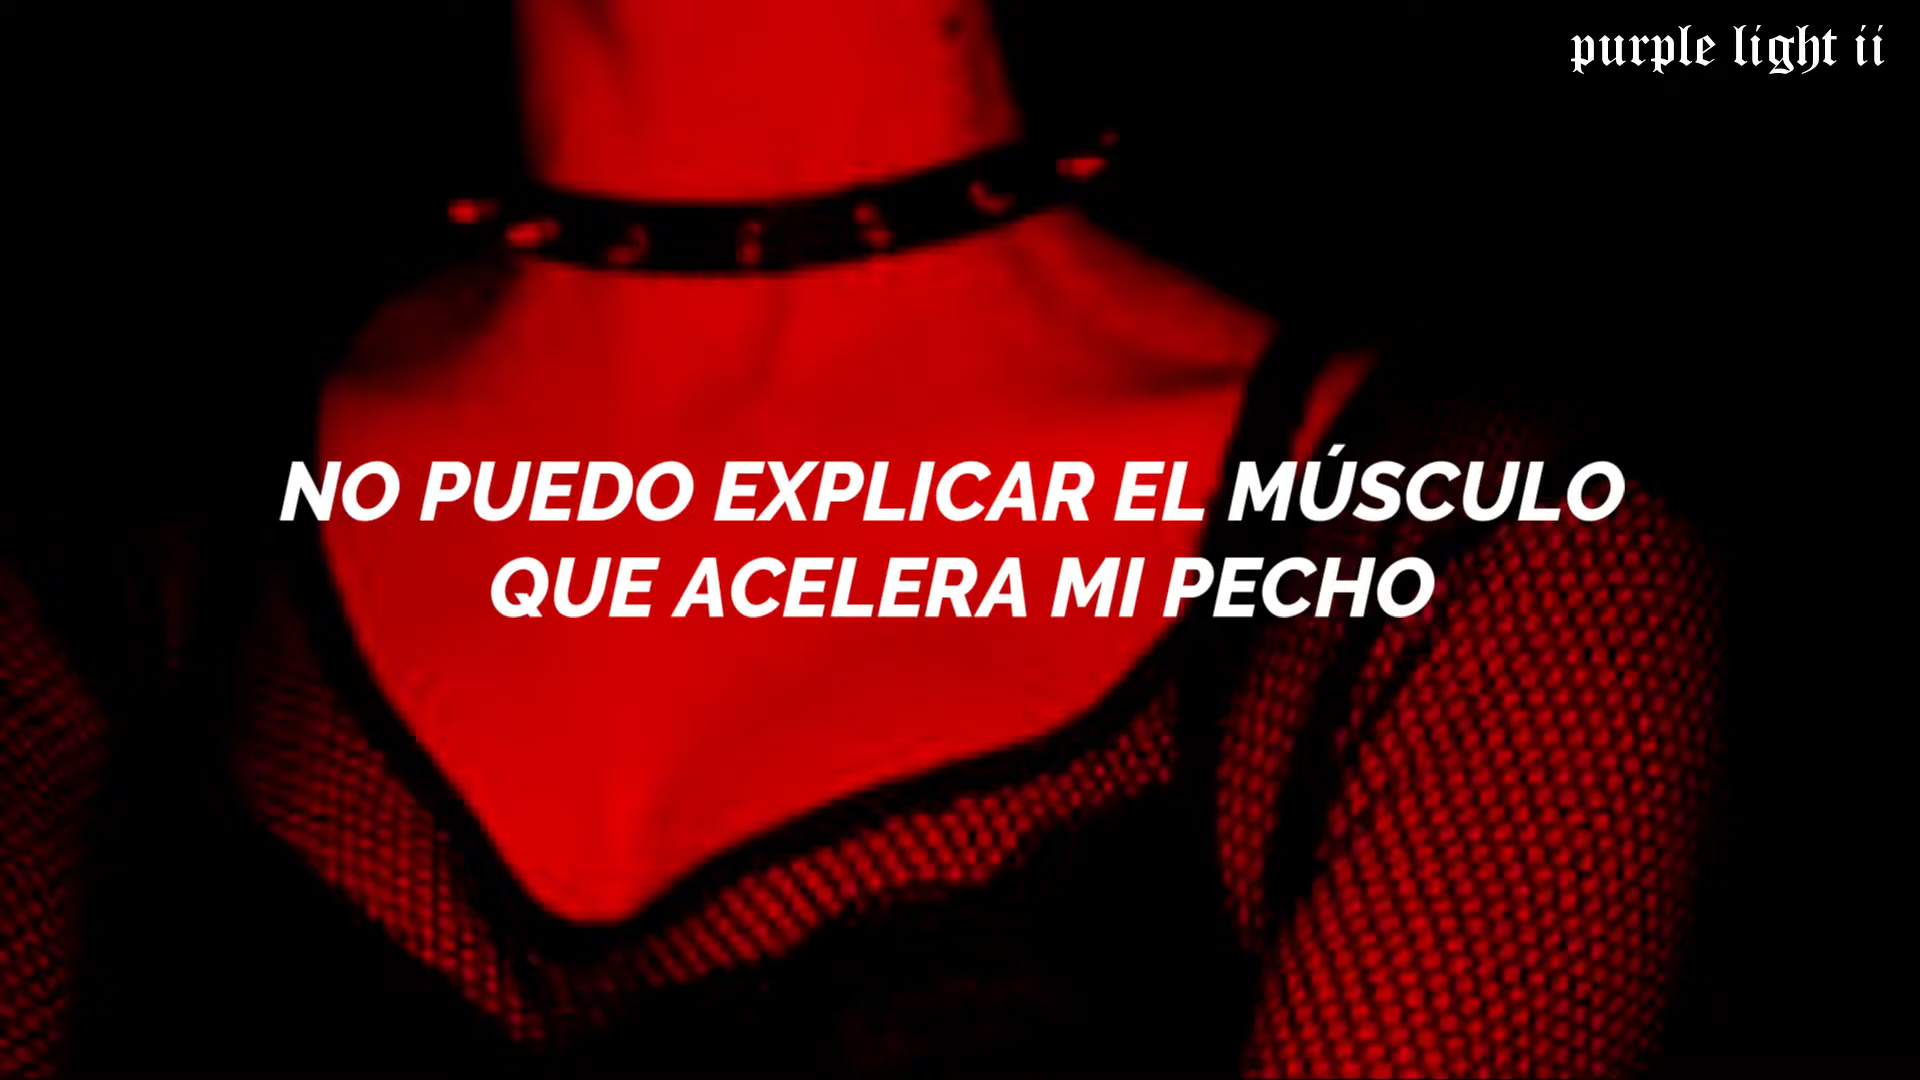 purple light ii
NO PUEDO EXPLICAR EL MÚSCULO
QUE ACELERA MI PECHO